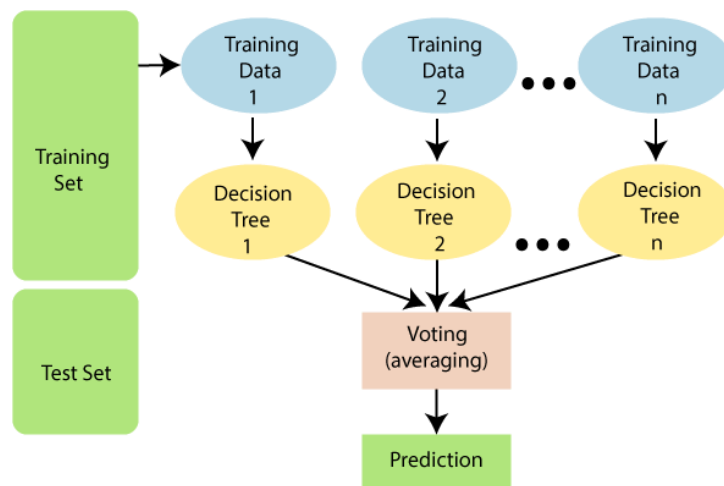 Training
Set
Test Set
Training
Data
1
Training
Data
2
Training
Data
n
Decision
Tree
1
Decision
Tree
2
Decision
Tree
n
Voting
(averaging)
Prediction